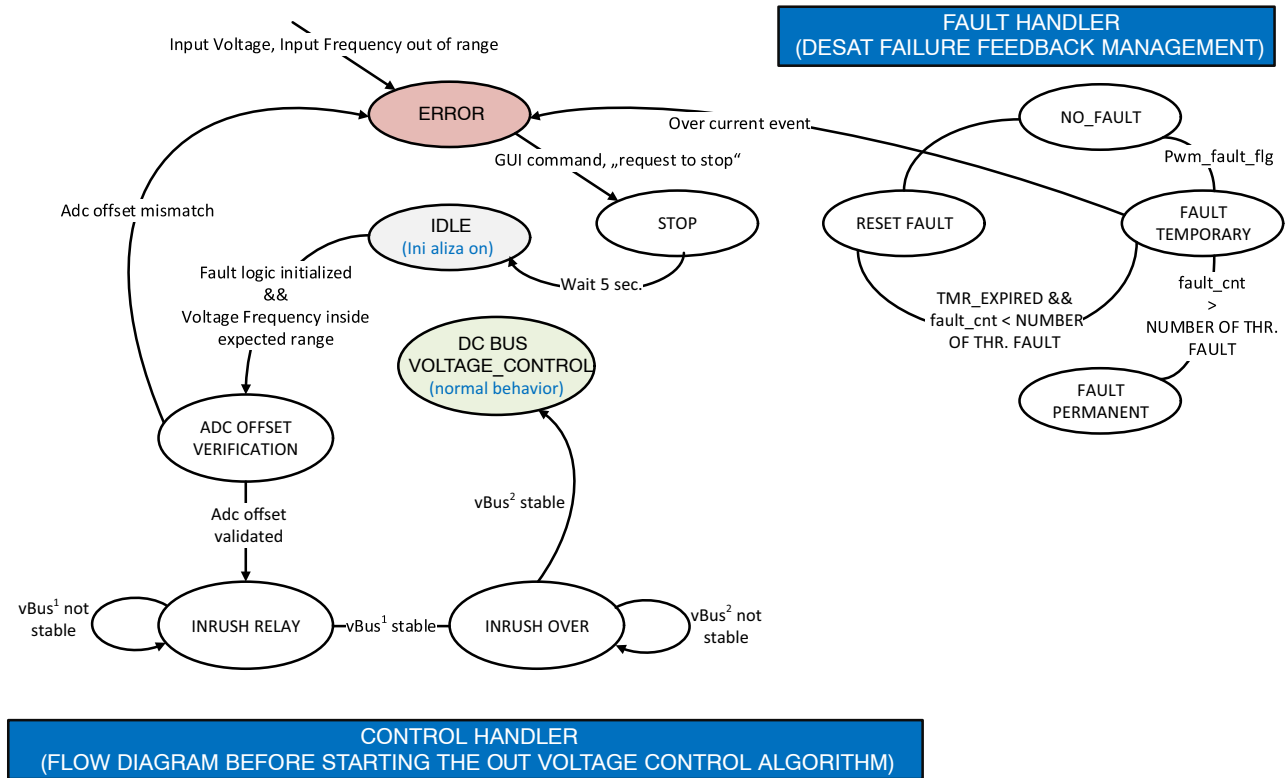 FAULT HANDLER
(DESAT FAILURE FEEDBACK MANAGEMENT)
Input Voltage, Input Frequency out of range
ERROR
Over current event
NO_FAULT
Pwm_fault_flg
GUI command, „request to stop“
Adc offset mismatch
IDLE
(Ini aliza on)
STOP
RESET FAULT
FAULT
TEMPORARY
Fault logic initialized
&&
Voltage Frequency inside
expected range
Wait 5 sec.
TMR_EXPIRED &&
fault_cnt < NUMBER
OF THR. FAULT
fault_cnt
>
NUMBER OF THR.
FAULT
DC BUS
VOLTAGE_CONTROL
(normal behavior)
FAULT
PERMANENT
ADC OFFSET
VERIFICATION
vBus² stable
Adc offset
validated
vBus¹ not
stable
INRUSH RELAY
vBus¹ stable
INRUSH OVER
vBus² not
stable
CONTROL HANDLER
(FLOW DIAGRAM BEFORE STARTING THE OUT VOLTAGE CONTROL ALGORITHM)